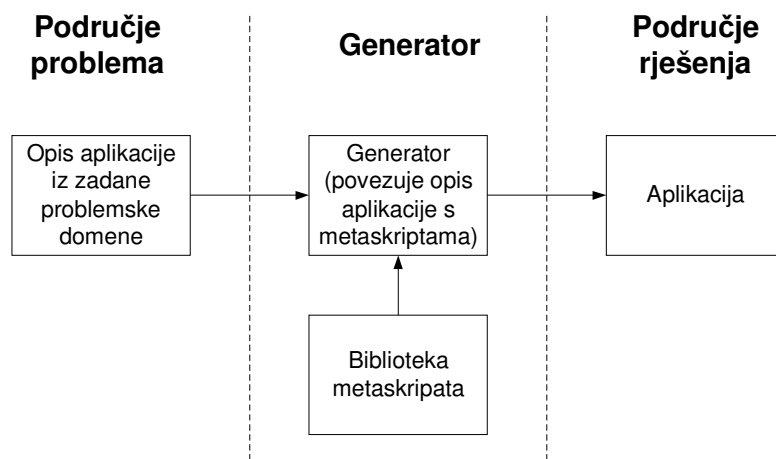 Područje
problema
Generator
Područje
rješenja
Opis aplikacije
iz zadane
problemske
domene
Generator
(povezuje opis
aplikacije s
metaskriptama)
Aplikacija
Biblioteka
metaskripata